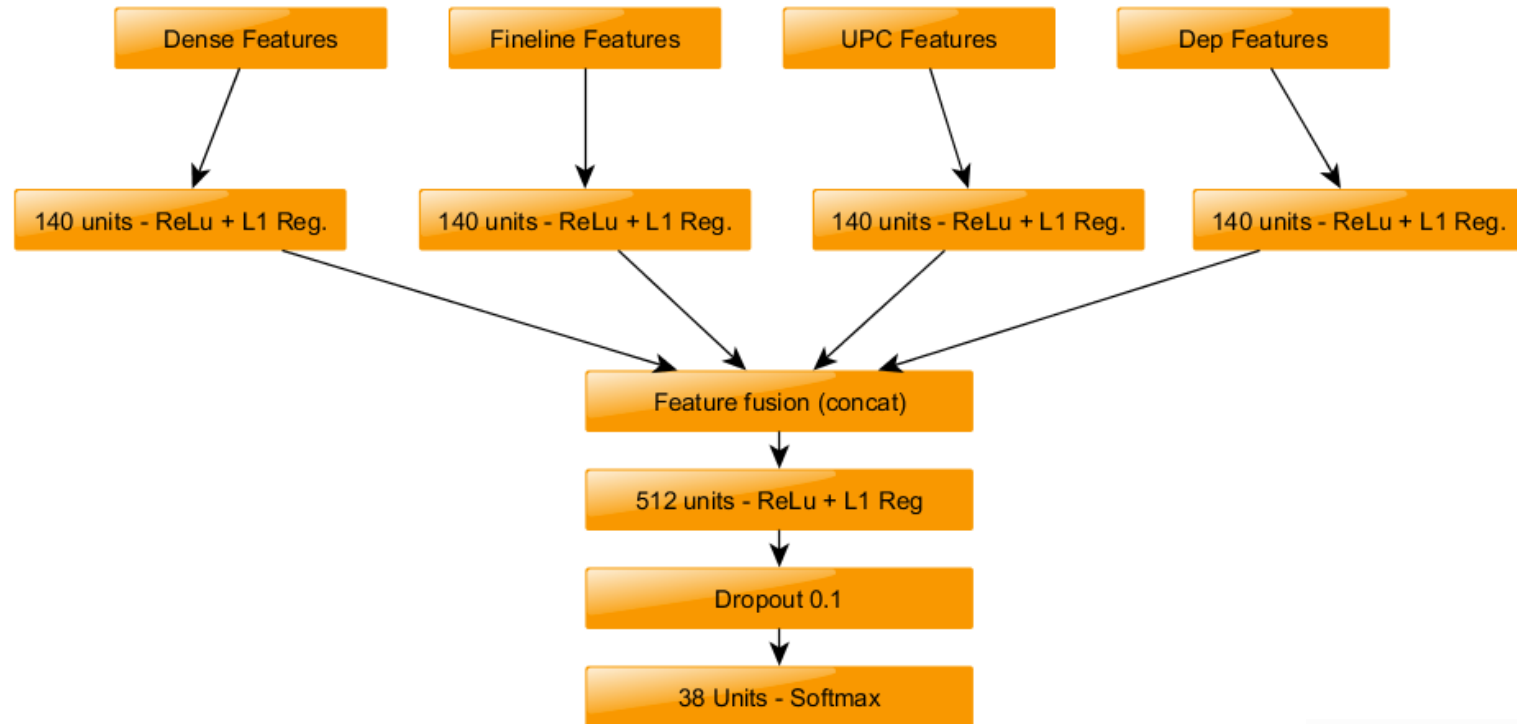 Dense Features
Fineline Features
UPC Features
Dep Features
140 units - ReLu + L1 Reg.
140 units - ReLu + L1 Reg.
140 units - ReLu + L1 Reg.
140 units - ReLu + L1 Reg.
Feature fusion (concat)
512 units - ReLu + L1 Reg
Dropout 0.1
38 Units - Softmax